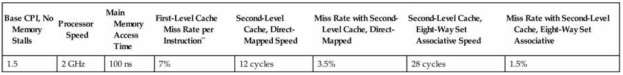 Base CPI, No Memory Stalls
Processor Speed
Main Memory Access Time
First-Level Cache Miss Rate per Instruction**
Second-Level Cache, Direct-Mapped Speed
Miss Rate with Second-Level Cache, Direct-Mapped
Second-Level Cache, Eight-Way Set Associative Speed
Miss Rate with Second-Level Cache, Eight-Way Set Associative
1.5
2 GHz
100 ns
7%
12 cycles
3.5%
28 cycles
1.5%